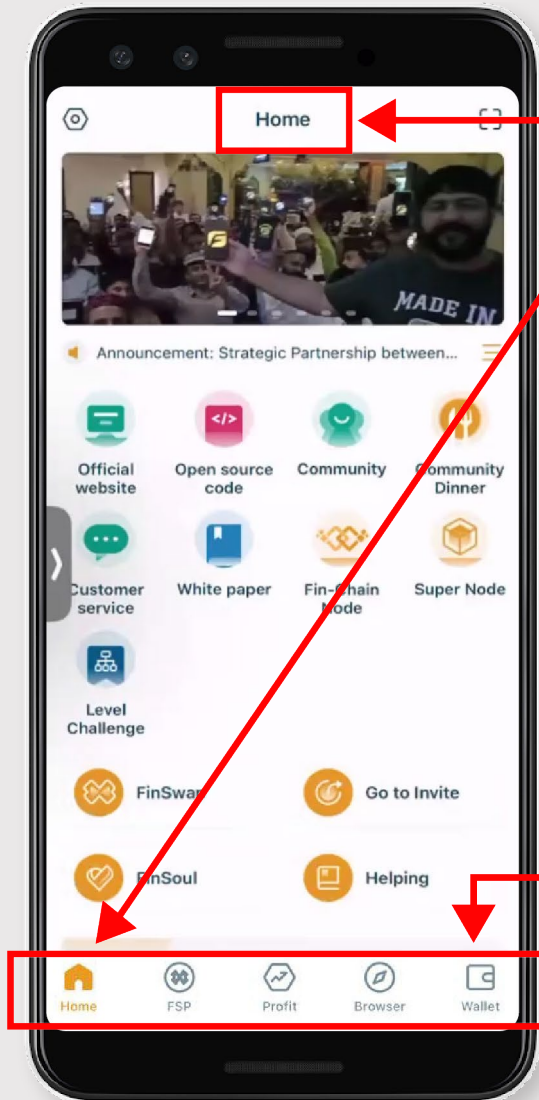 Home
MADE IN
Announcement: Strategic Partnership between...
Official website
Open source code
Community
Community Dinner
Customer service
White paper
Fin-Chain Node
Super Node
Level Challenge
FinSwap
Go to Invite
FinSoul
Helping
Home
FSP
Profit
Browser
Wallet